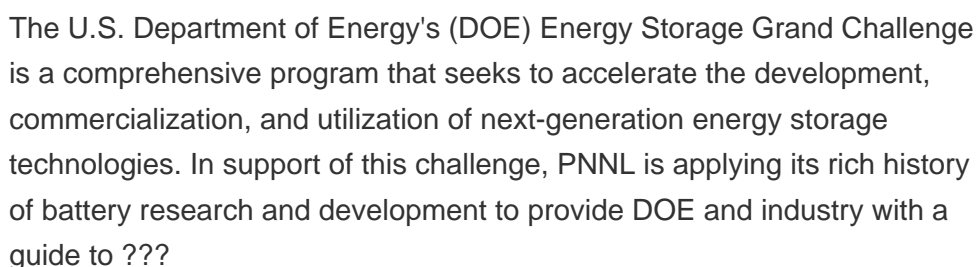 The U.S. Department of Energy's (DOE) Energy Storage Grand Challenge
is a comprehensive program that seeks to accelerate the development,
commercialization, and utilization of next-generation energy storage
technologies. In support of this challenge, PNNL is applying its rich history
of battery research and development to provide DOE and industry with a
guide to ???